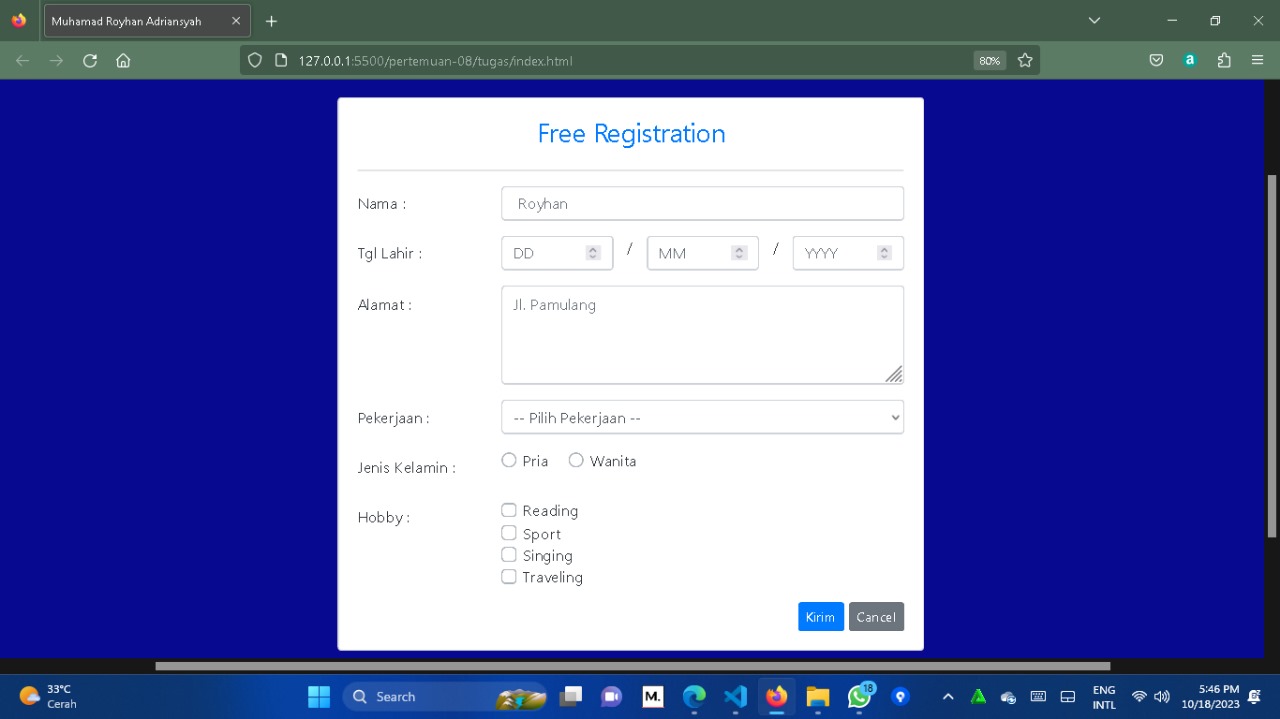 Muhamad Royhan Adriansyah
127.0.0.1:5500/pertemuan-08/tugas/index.html
80%
a
Free Registration
Nama :
Royhan
Tgl Lahir :
DD / MM / YYYY
Alamat :
Jl. Pamulang
Pekerjaan :
-- Pilih Pekerjaan --
Jenis Kelamin :
Pria
Wanita
Hobby :
Reading
Sport
Singing
Traveling
Kirim
Cancel
33°C
Cerah
Search
M.
18
ENG
INTL
5:46 PM
10/18/2023